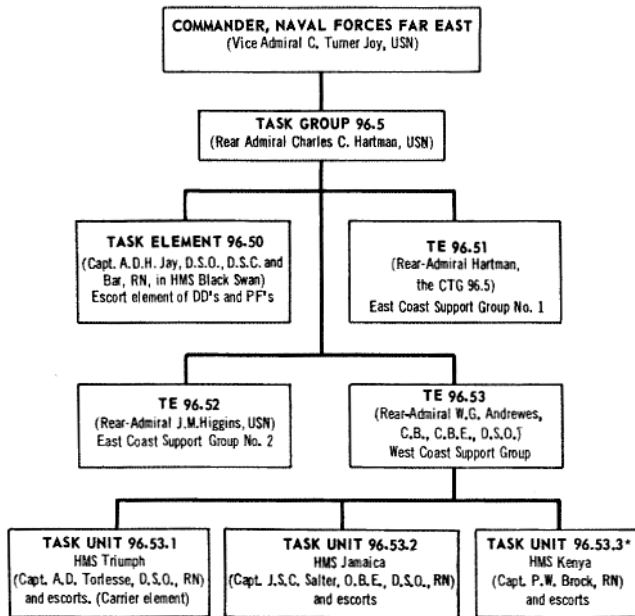 COMMANDER, NAVAL FORCES FAR EAST
(Vice Admiral C. Turner Joy, USN)
TASK GROUP 96.5
(Rear Admiral Charles C. Hartman, USN)
TASK ELEMENT 96.50
(Capt. A.D.H. Jay, D.S.O., D.S.C. and
Bar, RN, in HMS Black Swan)
Escort element of DD's and PF's
TE 96.51
(Rear-Admiral Hartman,
the CTG 96.5)
East Coast Support Group No. 1
TE 96.52
(Rear-Admiral J.M.Higgins, USN)
East Coast Support Group No. 2
TE 96.53
(Rear-Admiral W.G. Andrewes,
C.B., C.B.E., D.S.O.)
West Coast Support Group
TASK UNIT 96.53.1
HMS Triumph
(Capt. A.D. Torlesse, D.S.O., RN)
and escorts. (Carrier element)
TASK UNIT 96.53.2
HMS Jamaica
(Capt. J.S.C. Salter, O.B.E., D.S.O., RN)
and escorts
TASK UNIT 96.53.3*
HMS Kenya
(Capt. P.W. Brock, RN)
and escorts